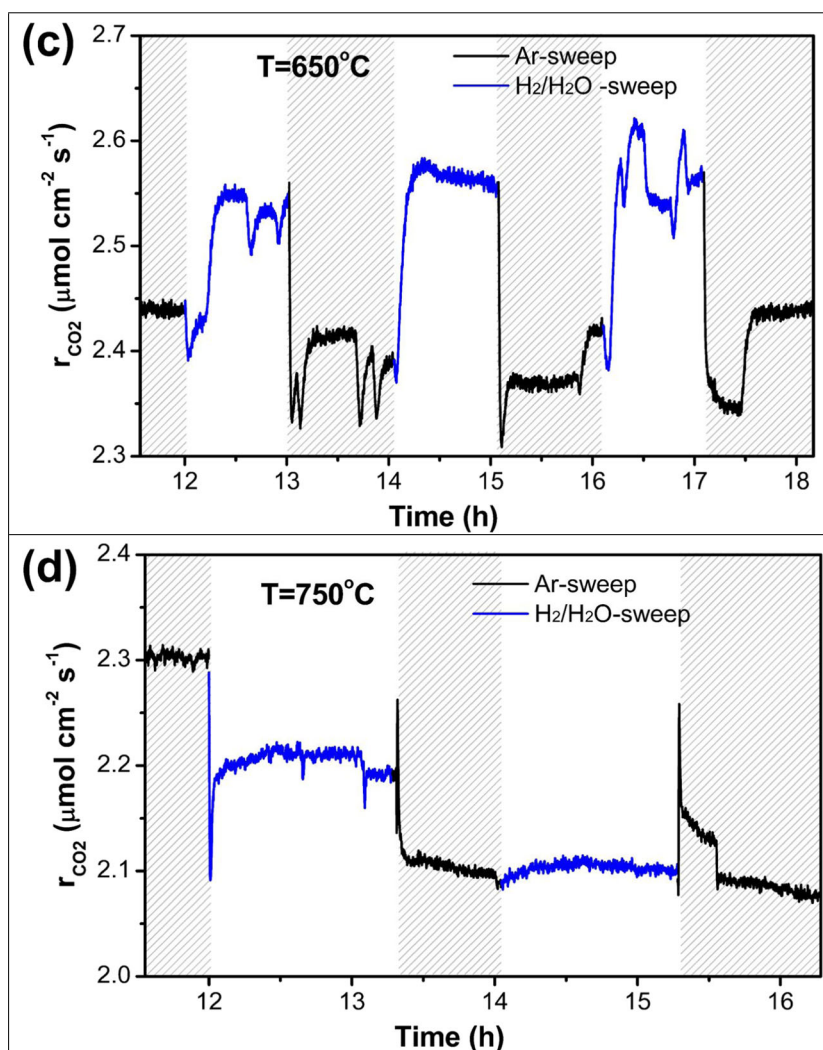 (c)
T=650°C
Ar-sweep
H₂/H₂O -sweep
r_CO2 (μmol cm⁻² s⁻¹)
2.7
2.6
2.5
2.4
2.3
12 13 14 15 16 17 18
Time (h)
(d)
T=750°C
Ar-sweep
H₂/H₂O-sweep
r_CO2 (μmol cm⁻² s⁻¹)
2.4
2.3
2.2
2.1
2.0
12 13 14 15 16
Time (h)